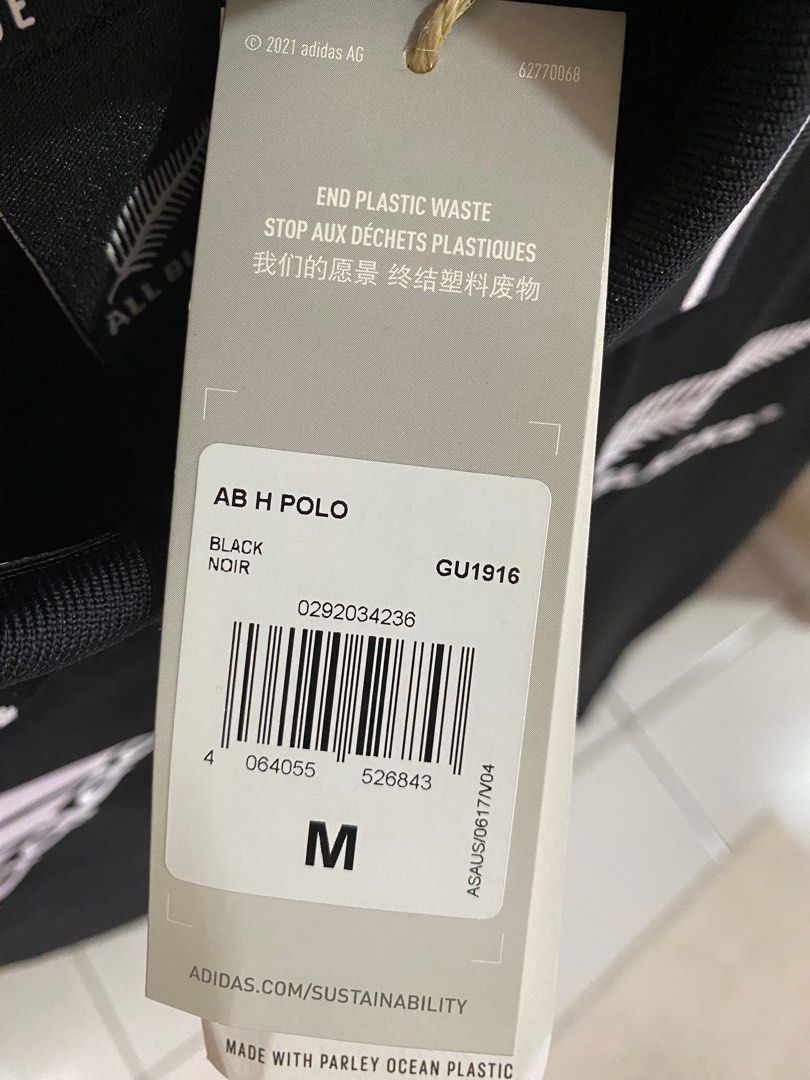 © 2021 adidas AG
62770068
END PLASTIC WASTE
STOP AUX DÉCHETS PLASTIQUES
我们的愿景 终结塑料废物
AB H POLO
BLACK
NOIR
GU1916
0292034236
4 064055 526843
M
ASAUS/0617/V04
ADIDAS.COM/SUSTAINABILITY
MADE WITH PARLEY OCEAN PLASTIC
ALL